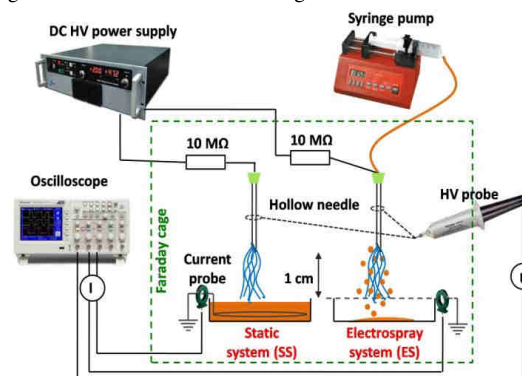 DC HV power supply
Syringe pump
10 MΩ
10 MΩ
Oscilloscope
Hollow needle
HV probe
Faraday cage
Current
probe
1 cm
I
Static
system (SS)
Electrospray
system (ES)